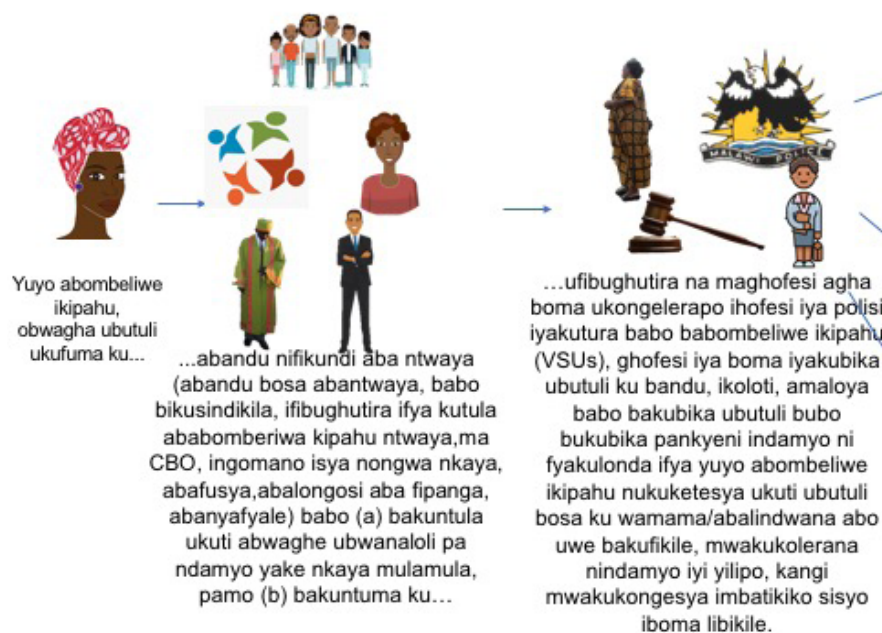 MALAWI POLICE
Yuyo abombeliwe
ikipahu,
obwagha ubutuli
ukufuma ku...
...abandu nifikundi aba ntwaya
(abandu bosa abantwaya, babo
bikusindikila, ifibughutira ifya kutula
ababomberiwa kipahu ntwaya,ma
CBO, ingomano isya nongwa nkaya,
abafusya,abalongosi aba fipanga,
abanyafyale) babo (a) bakuntula
ukuti abwaghe ubwanaloli pa
ndamyo yake nkaya mulamula,
pamo (b) bakuntuma ku…
…ufibughutira na maghofesi agha
boma ukongelerapo ihofesi iya polisi
iyakutura babo babombeliwe ikipahu
(VSUs), ghofesi iya boma iyakubika
ubutuli ku bandu, ikoloti, amaloya
babo bakubika ubutuli bubo
bukubika pankyeni indamyo ni
fyakulonda ifya yuyo abombeliwe
ikipahu nukuketesya ukuti ubutuli
bosa ku wamama/abalindwana abo
uwe bakufikile, mwakukolerana
nindamyo iyi yilipo, kangi
mwakukongesya imbatikiko sisyo
iboma libikile.